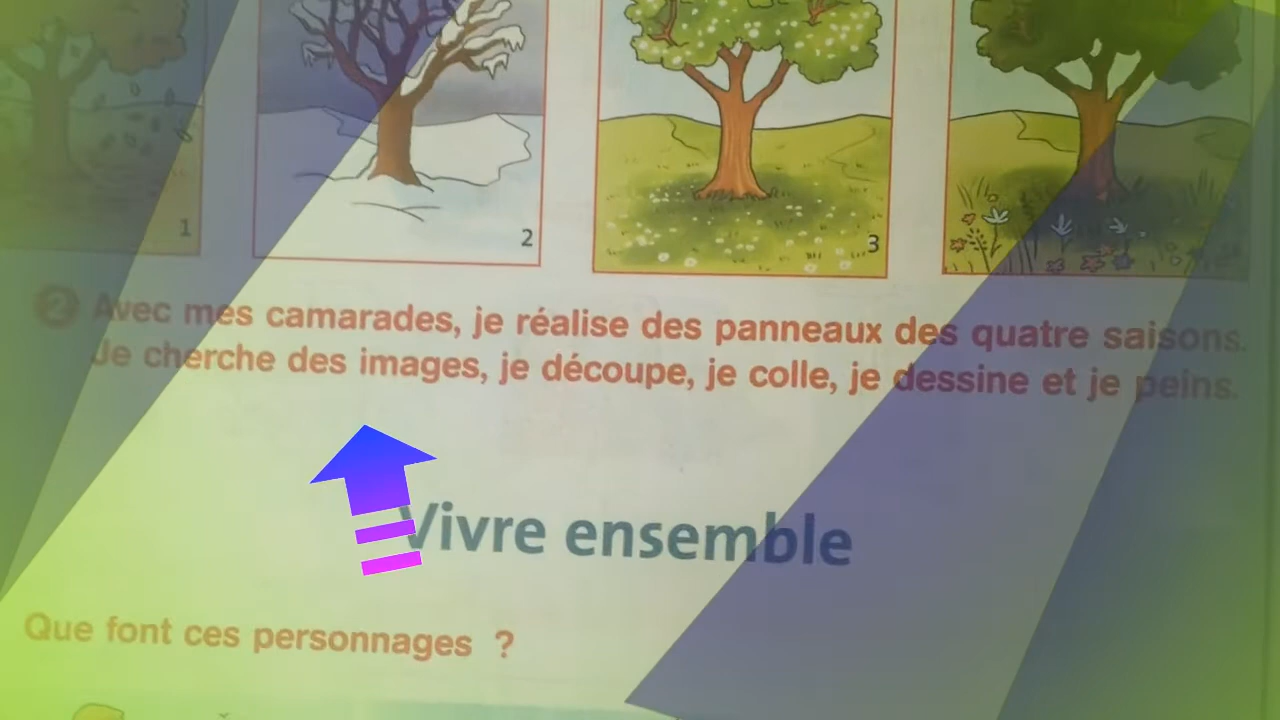 1
2
3
2 Avec mes camarades, je réalise des panneaux des quatre saisons.
Je cherche des images, je découpe, je colle, je dessine et je peins.
Vivre ensemble
Que font ces personnages ?